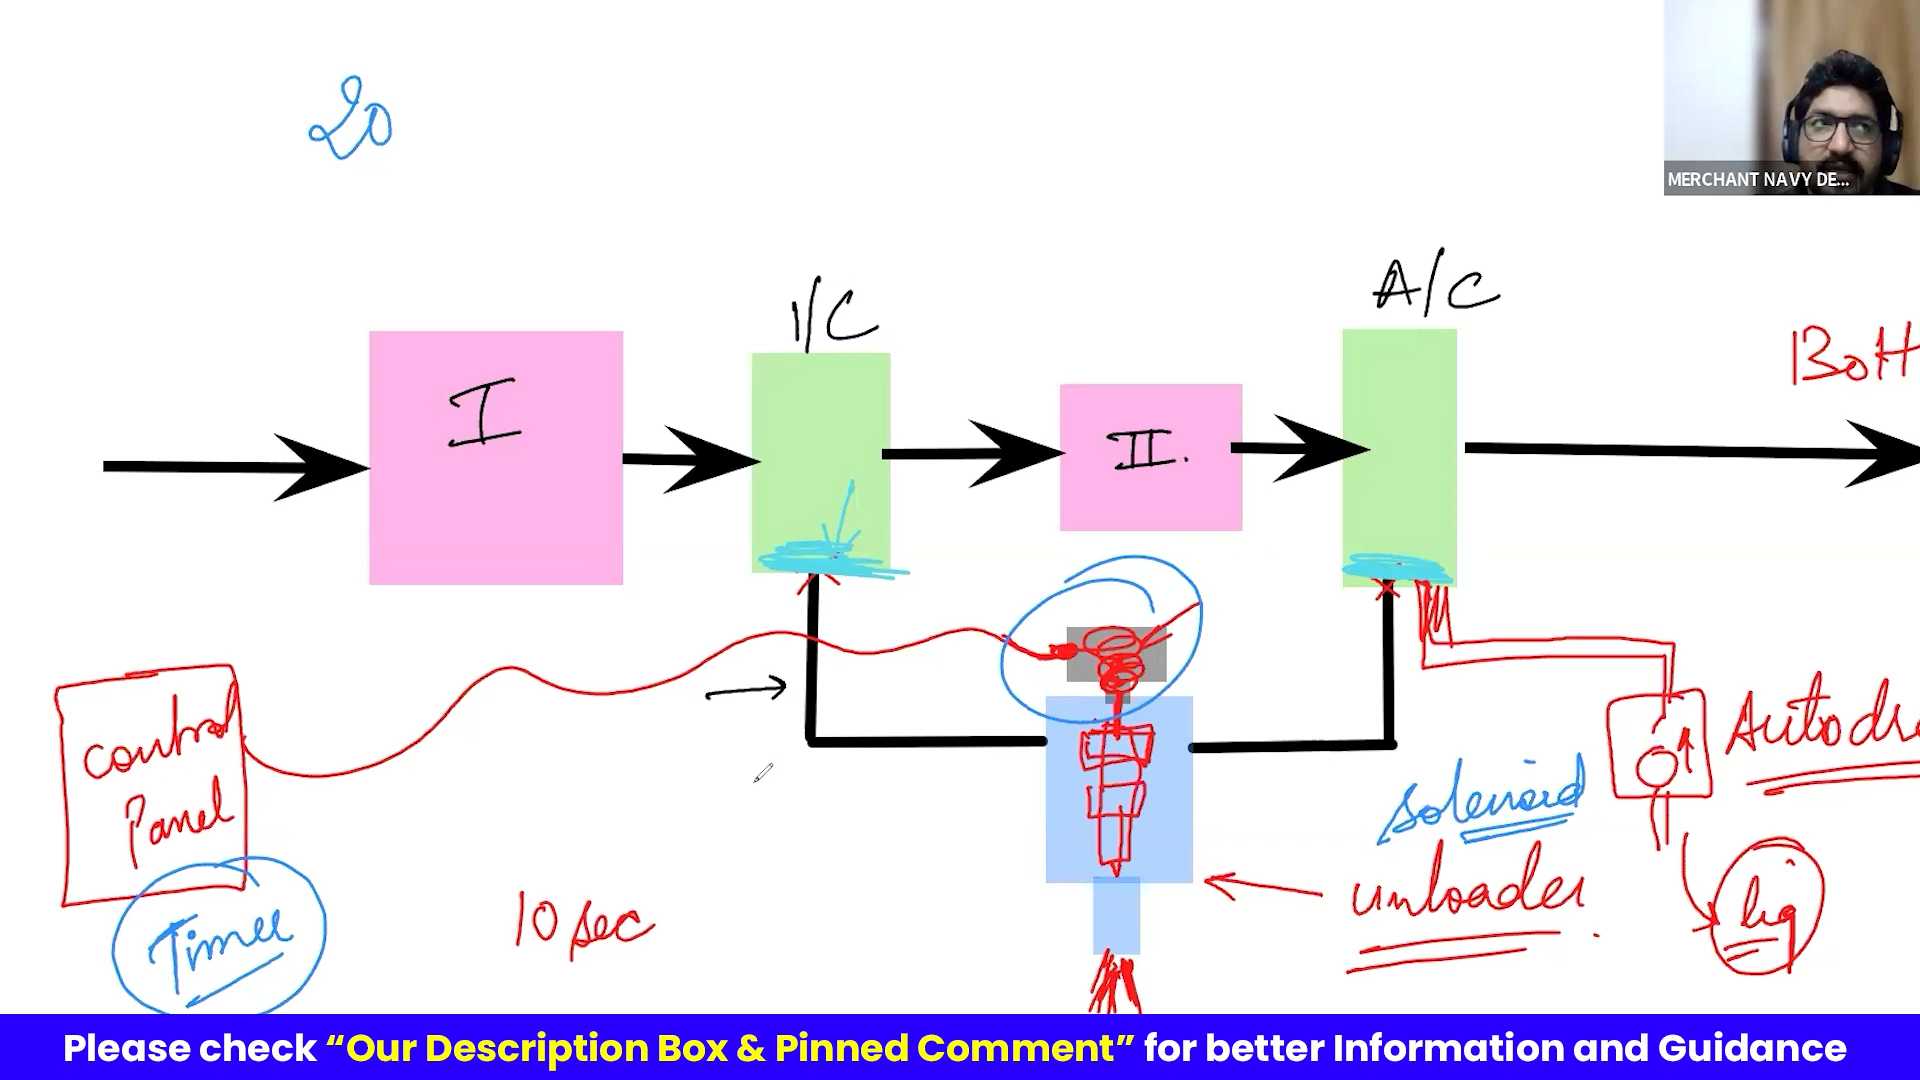 20
MERCHANT NAVY DE...
I/C
A/C
I
II.
BoH
control
Panel
Timer
10 sec
solenoid
unloader.
Autodr
liq
Please check “Our Description Box & Pinned Comment” for better Information and Guidance